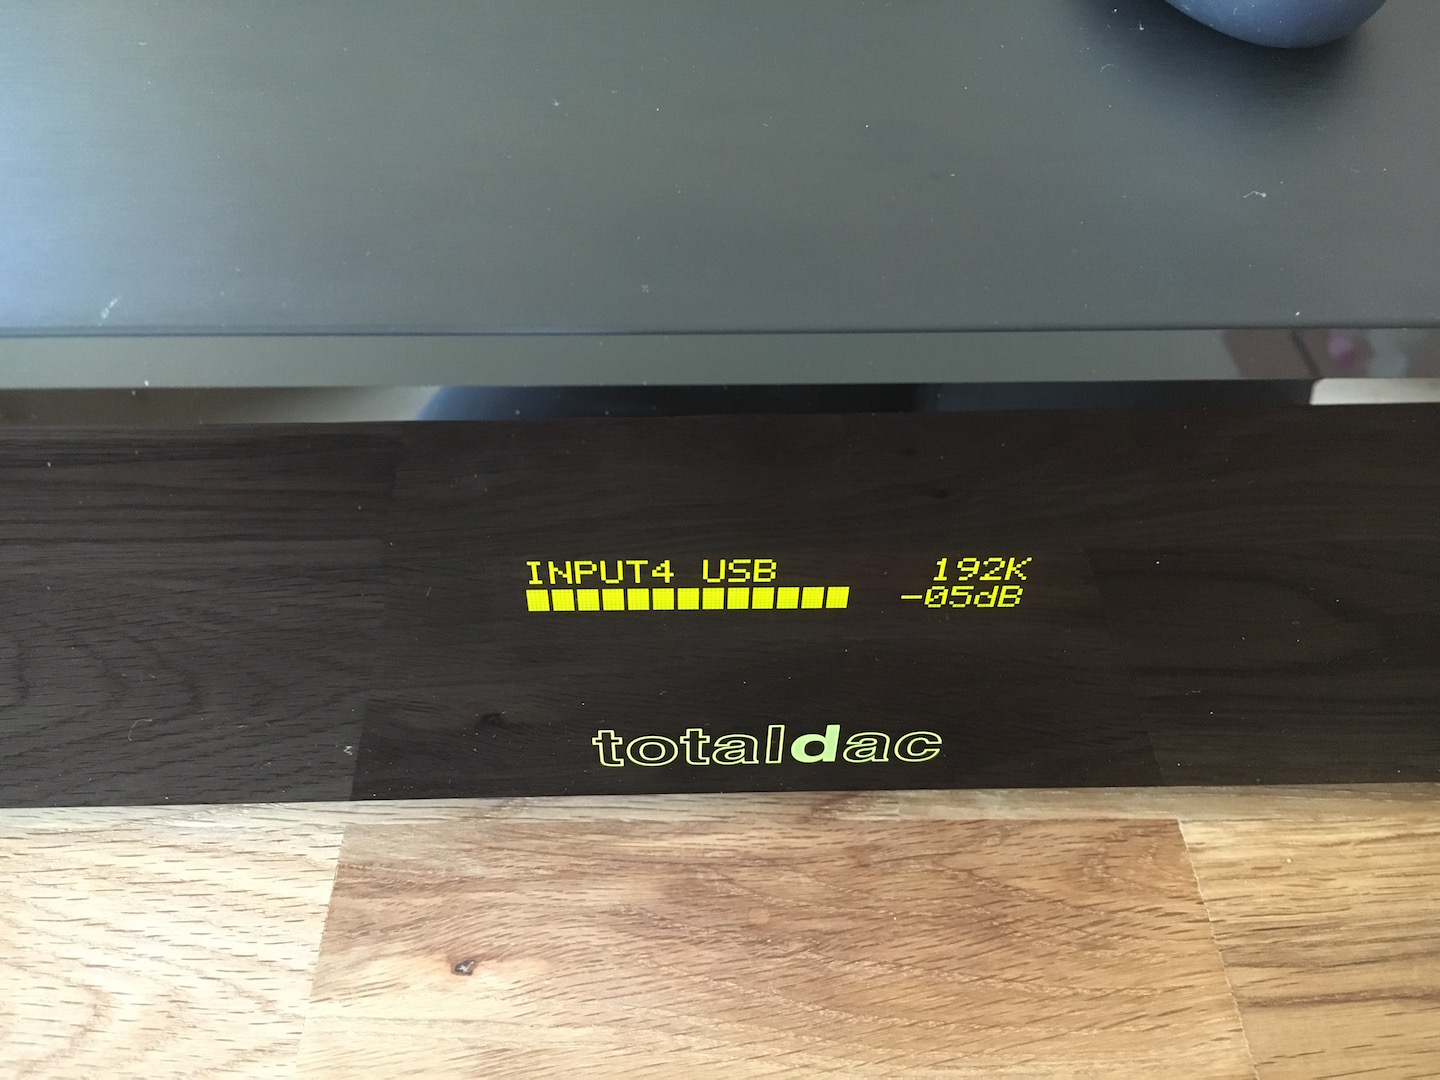 INPUT4 USB 192K
-05dB
totaldac